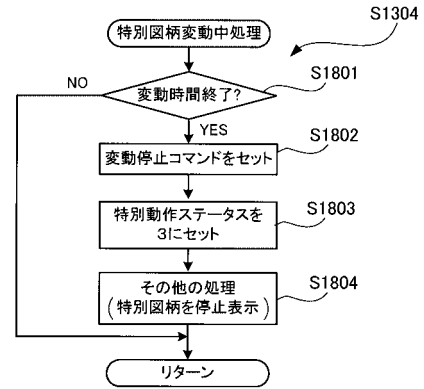 S1304
特別図柄変動中処理
S1801
NO
変動時間終了?
YES
S1802
変動停止コマンドをセット
S1803
特別動作ステータスを
3にセット
S1804
その他の処理
(特別図柄を停止表示)
リターン